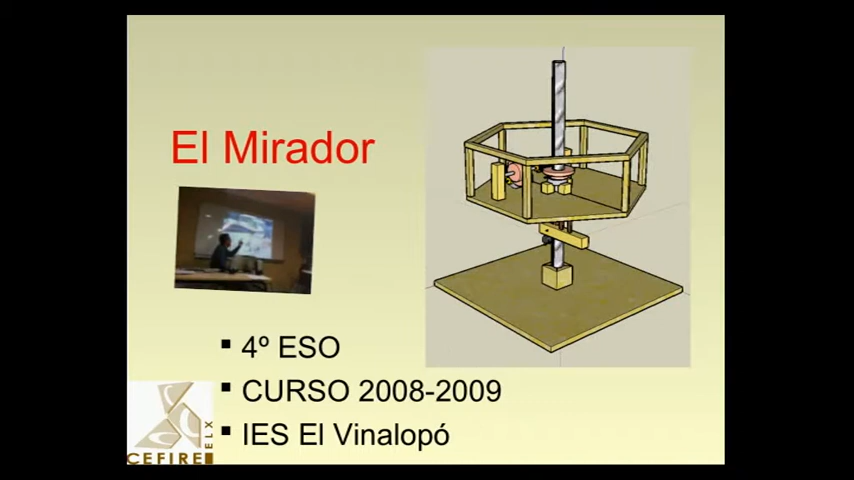 El Mirador
4º ESO
CURSO 2008-2009
IES El Vinalopó
ELX
CEFIRE